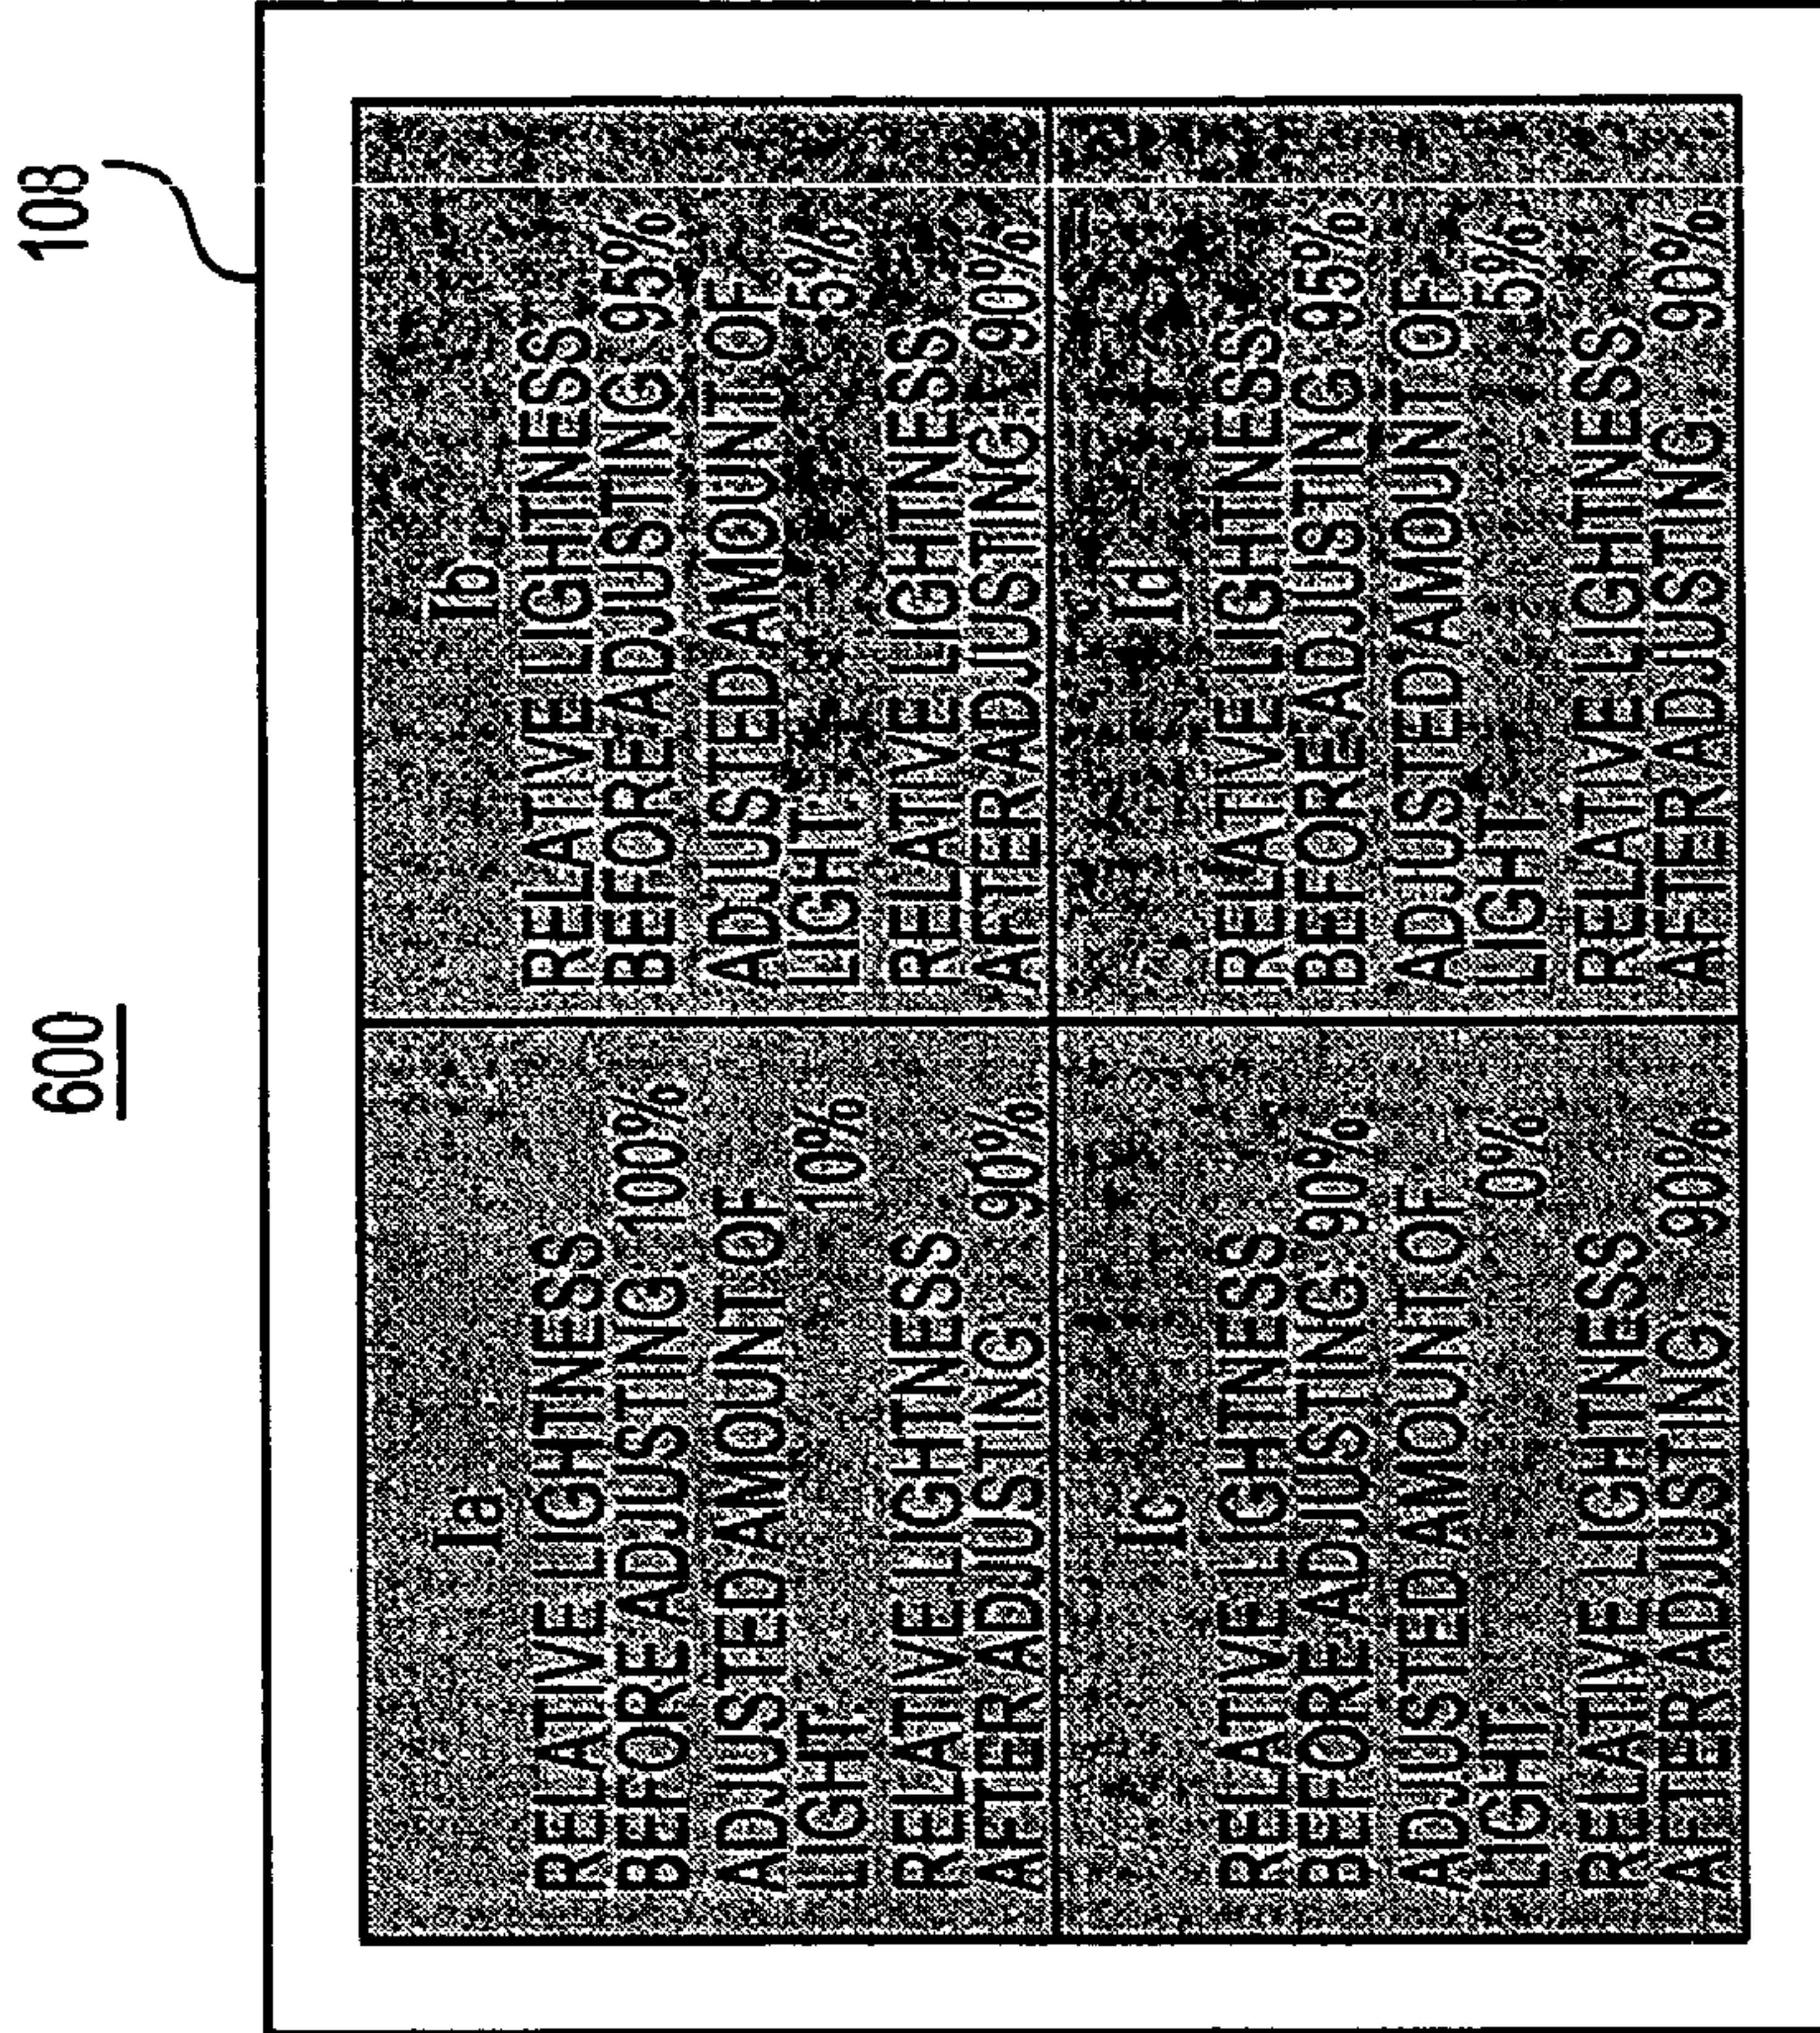 600
108
Ia
RELATIVE LIGHTNESS
BEFORE ADJUSTING: 100%
ADJUSTED AMOUNT OF
LIGHT: 10%
RELATIVE LIGHTNESS
AFTER ADJUSTING: 90%
Ib
RELATIVE LIGHTNESS
BEFORE ADJUSTING: 95%
ADJUSTED AMOUNT OF
LIGHT: 5%
RELATIVE LIGHTNESS
AFTER ADJUSTING: 90%
Ic
RELATIVE LIGHTNESS
BEFORE ADJUSTING: 90%
ADJUSTED AMOUNT OF
LIGHT: 0%
RELATIVE LIGHTNESS
AFTER ADJUSTING: 90%
Id
RELATIVE LIGHTNESS
BEFORE ADJUSTING: 95%
ADJUSTED AMOUNT OF
LIGHT: 5%
RELATIVE LIGHTNESS
AFTER ADJUSTING: 90%